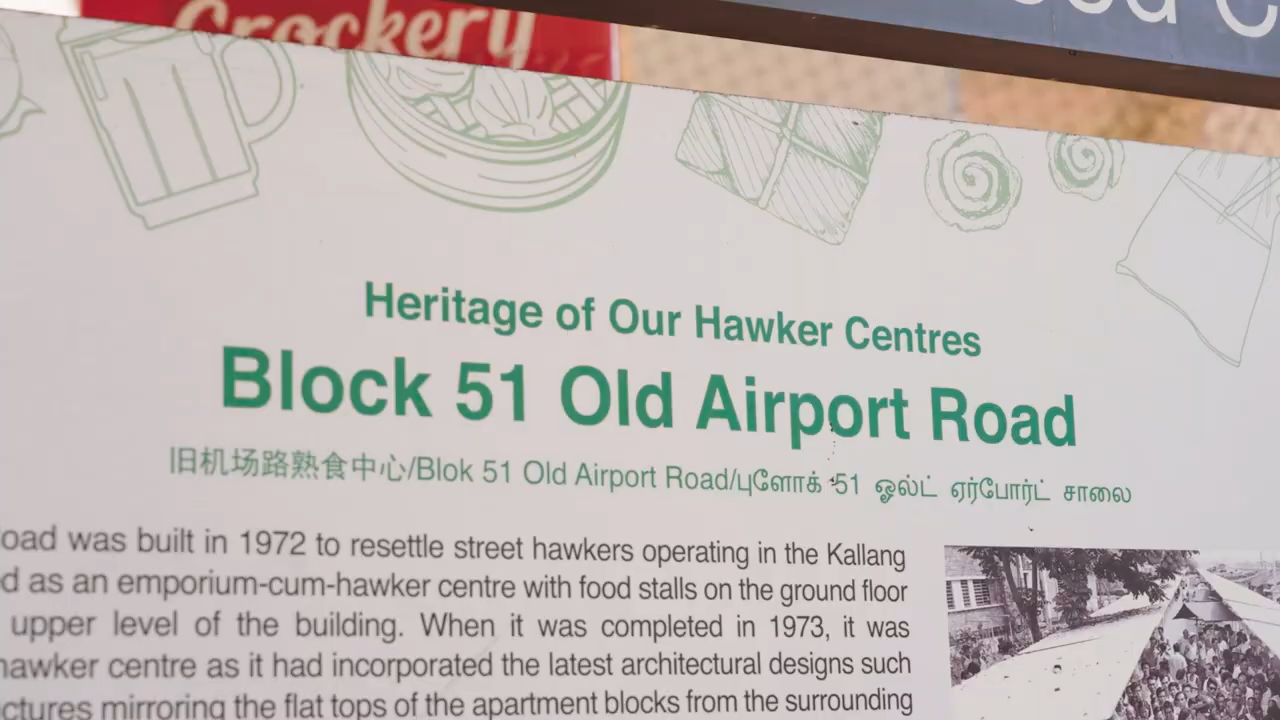 Crockery
Heritage of Our Hawker Centres
Block 51 Old Airport Road
旧机场路熟食中心/Blok 51 Old Airport Road/புளோக் 51 ஓல்ட் ஏர்போர்ட் சாலை
oad was built in 1972 to resettle street hawkers operating in the Kallang
d as an emporium-cum-hawker centre with food stalls on the ground floor
upper level of the building. When it was completed in 1973, it was
hawker centre as it had incorporated the latest architectural designs such
ctures mirroring the flat tops of the apartment blocks from the surrounding